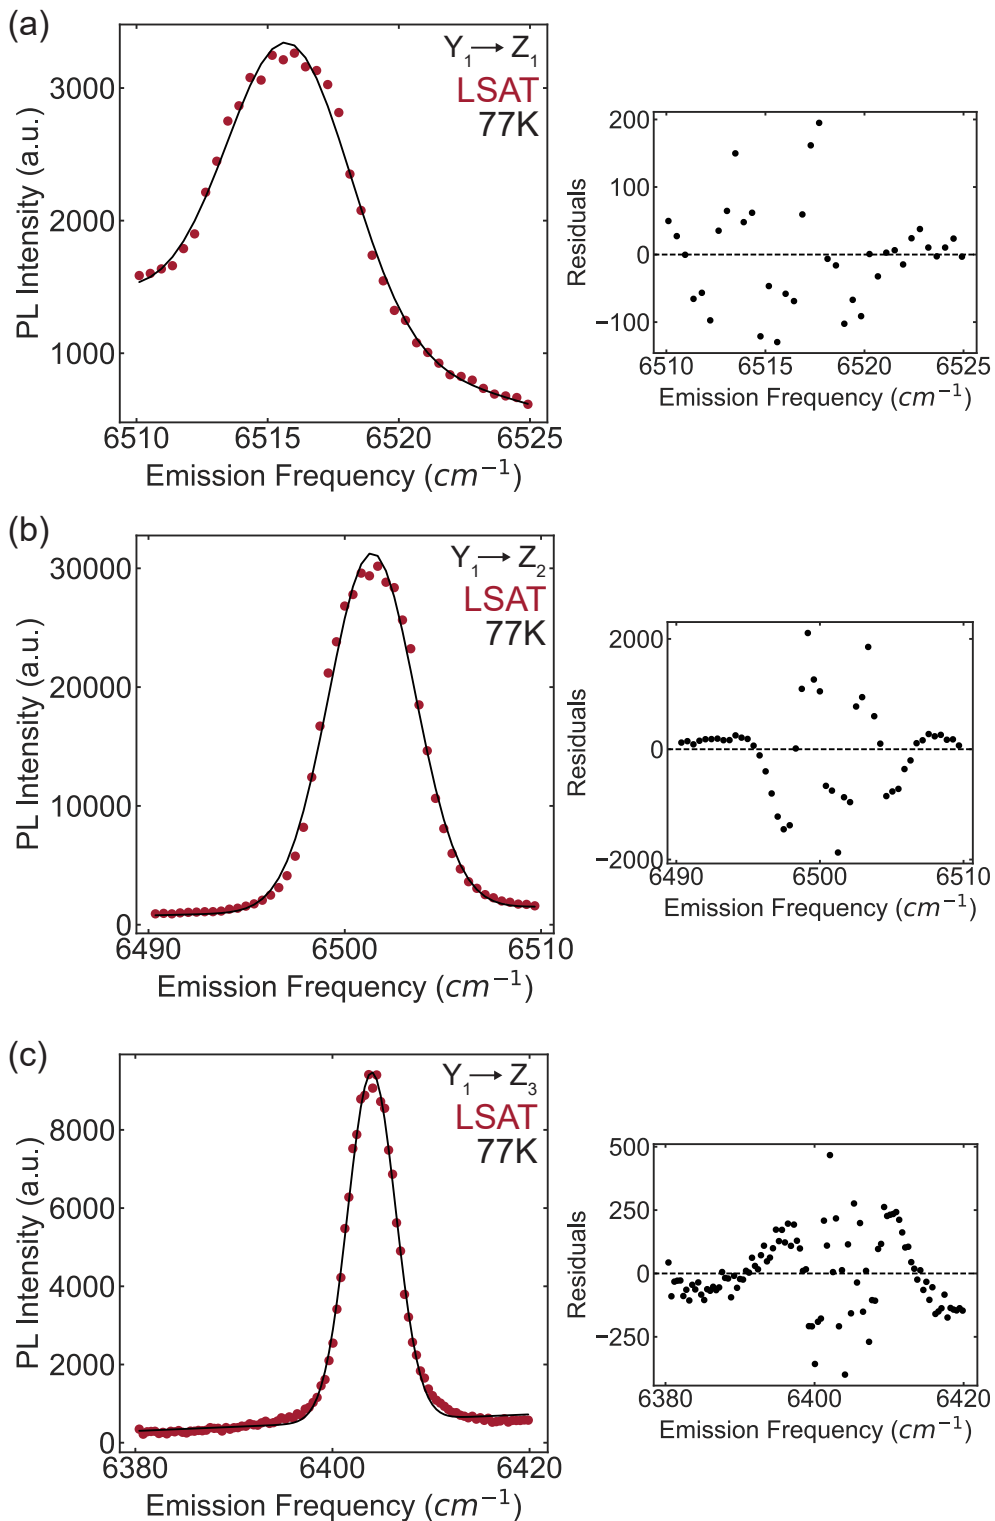 (a)
Y1 → Z1
LSAT
77K
3000
2000
1000
PL Intensity (a.u.)
6510 6515 6520 6525
Emission Frequency (cm−1)
200
100
0
−100
Residuals
6510 6515 6520 6525
Emission Frequency (cm−1)
(b)
Y1 → Z2
LSAT
77K
30000
20000
10000
0
PL Intensity (a.u.)
6490 6500 6510
Emission Frequency (cm−1)
2000
0
−2000
Residuals
6490 6500 6510
Emission Frequency (cm−1)
(c)
Y1 → Z3
LSAT
77K
8000
6000
4000
2000
0
PL Intensity (a.u.)
6380 6400 6420
Emission Frequency (cm−1)
500
250
0
−250
Residuals
6380 6400 6420
Emission Frequency (cm−1)